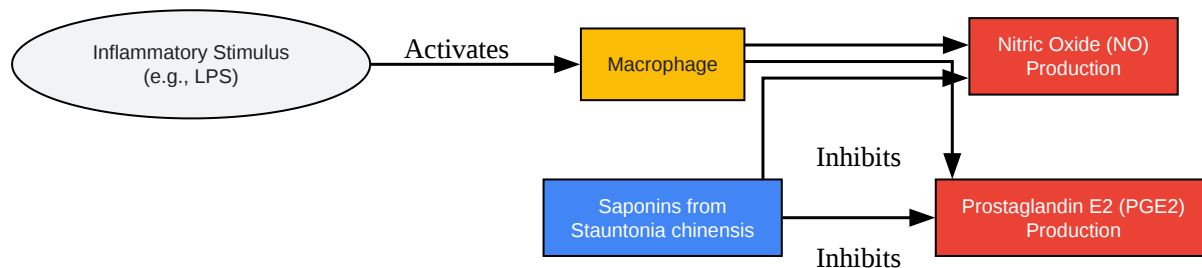 Inflammatory Stimulus
(e.g., LPS)
Activates
Macrophage
Nitric Oxide (NO)
Production
Inhibits
Saponins from
Stauntonia chinensis
Prostaglandin E2 (PGE2)
Production
Inhibits